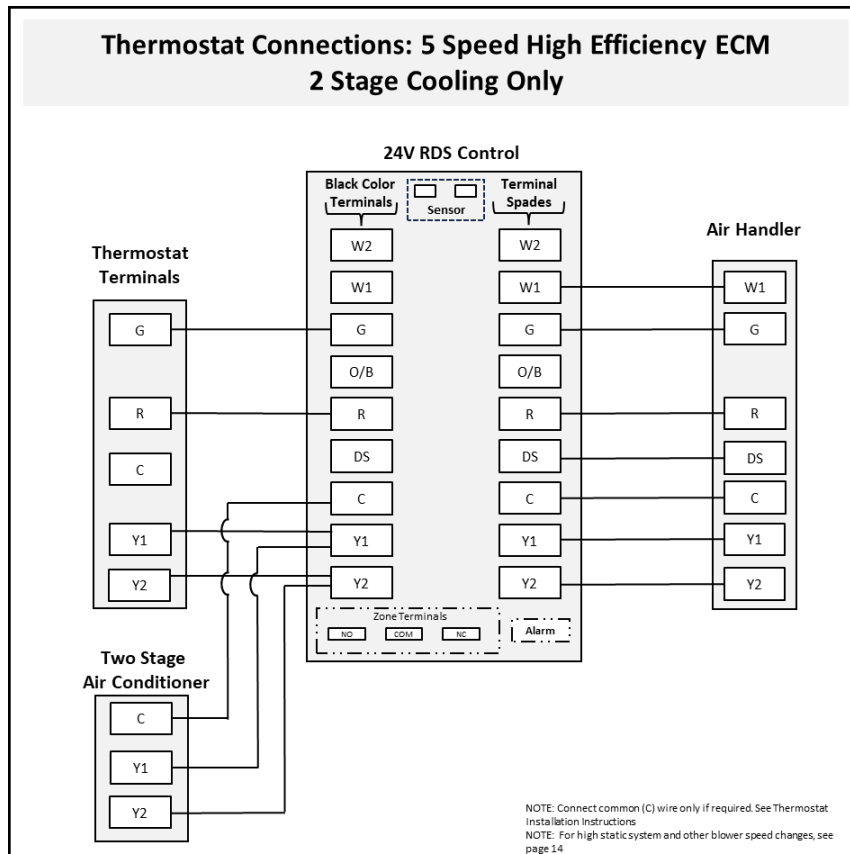 Thermostat Connections: 5 Speed High Efficiency ECM
2 Stage Cooling Only
24V RDS Control
Black Color
Terminals
Sensor
Terminal
Spades
W2
W1
G
O/B
R
DS
C
Y1
Y2
W2
W1
G
O/B
R
DS
C
Y1
Y2
Zone Terminals
NO
COM
NC
Alarm
Thermostat
Terminals
G
R
C
Y1
Y2
Air Handler
W1
G
R
DS
C
Y1
Y2
Two Stage
Air Conditioner
C
Y1
Y2
NOTE: Connect common (C) wire only if required. See Thermostat
Installation Instructions
NOTE: For high static system and other blower speed changes, see
page 14